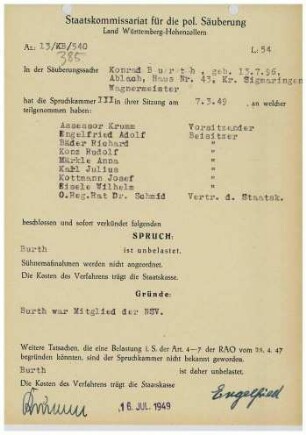 Staatskommissariat für die pol. Säuberung
Land Württemberg-Hohenzollern
Az: 13/KB/540
L: 54
385
In der Säuberungssache Konrad Burth, geb. 13.7.96.
Ablach, Haus Nr. 43, Kr. Sigmaringen
Wagnermeister
hat die Spruchkammer III in ihrer Sitzung am 7.3.49 , an welcher
teilgenommen haben:
Assessor Krumm Vorsitzender
Engelfried Adolf Beisitzer
Bäder Richard "
Konz Rudolf "
Märkle Anna "
Karl Julius "
Kottmann Josef "
Eisele Wilhelm "
O.Reg.Rat Dr. Schmid Vertr. d. Staatsk.
beschlossen und sofort verkündet folgenden
SPRUCH:
Burth ist unbelastet.
Sühnemaßnahmen werden nicht angeordnet.
Die Kosten des Verfahrens trägt die Staatskasse.
Gründe:
Burth war Mitglied der NSV.
Weitere Tatsachen, die eine Belastung i. S. der Art. 4—7 der RAO vom 28. 4. 47
begründen könnten, sind der Spruchkammer nicht bekannt geworden.
Burth ist daher unbelastet.
Die Kosten des Verfahrens trägt die Staatskasse
16. JUL. 1949